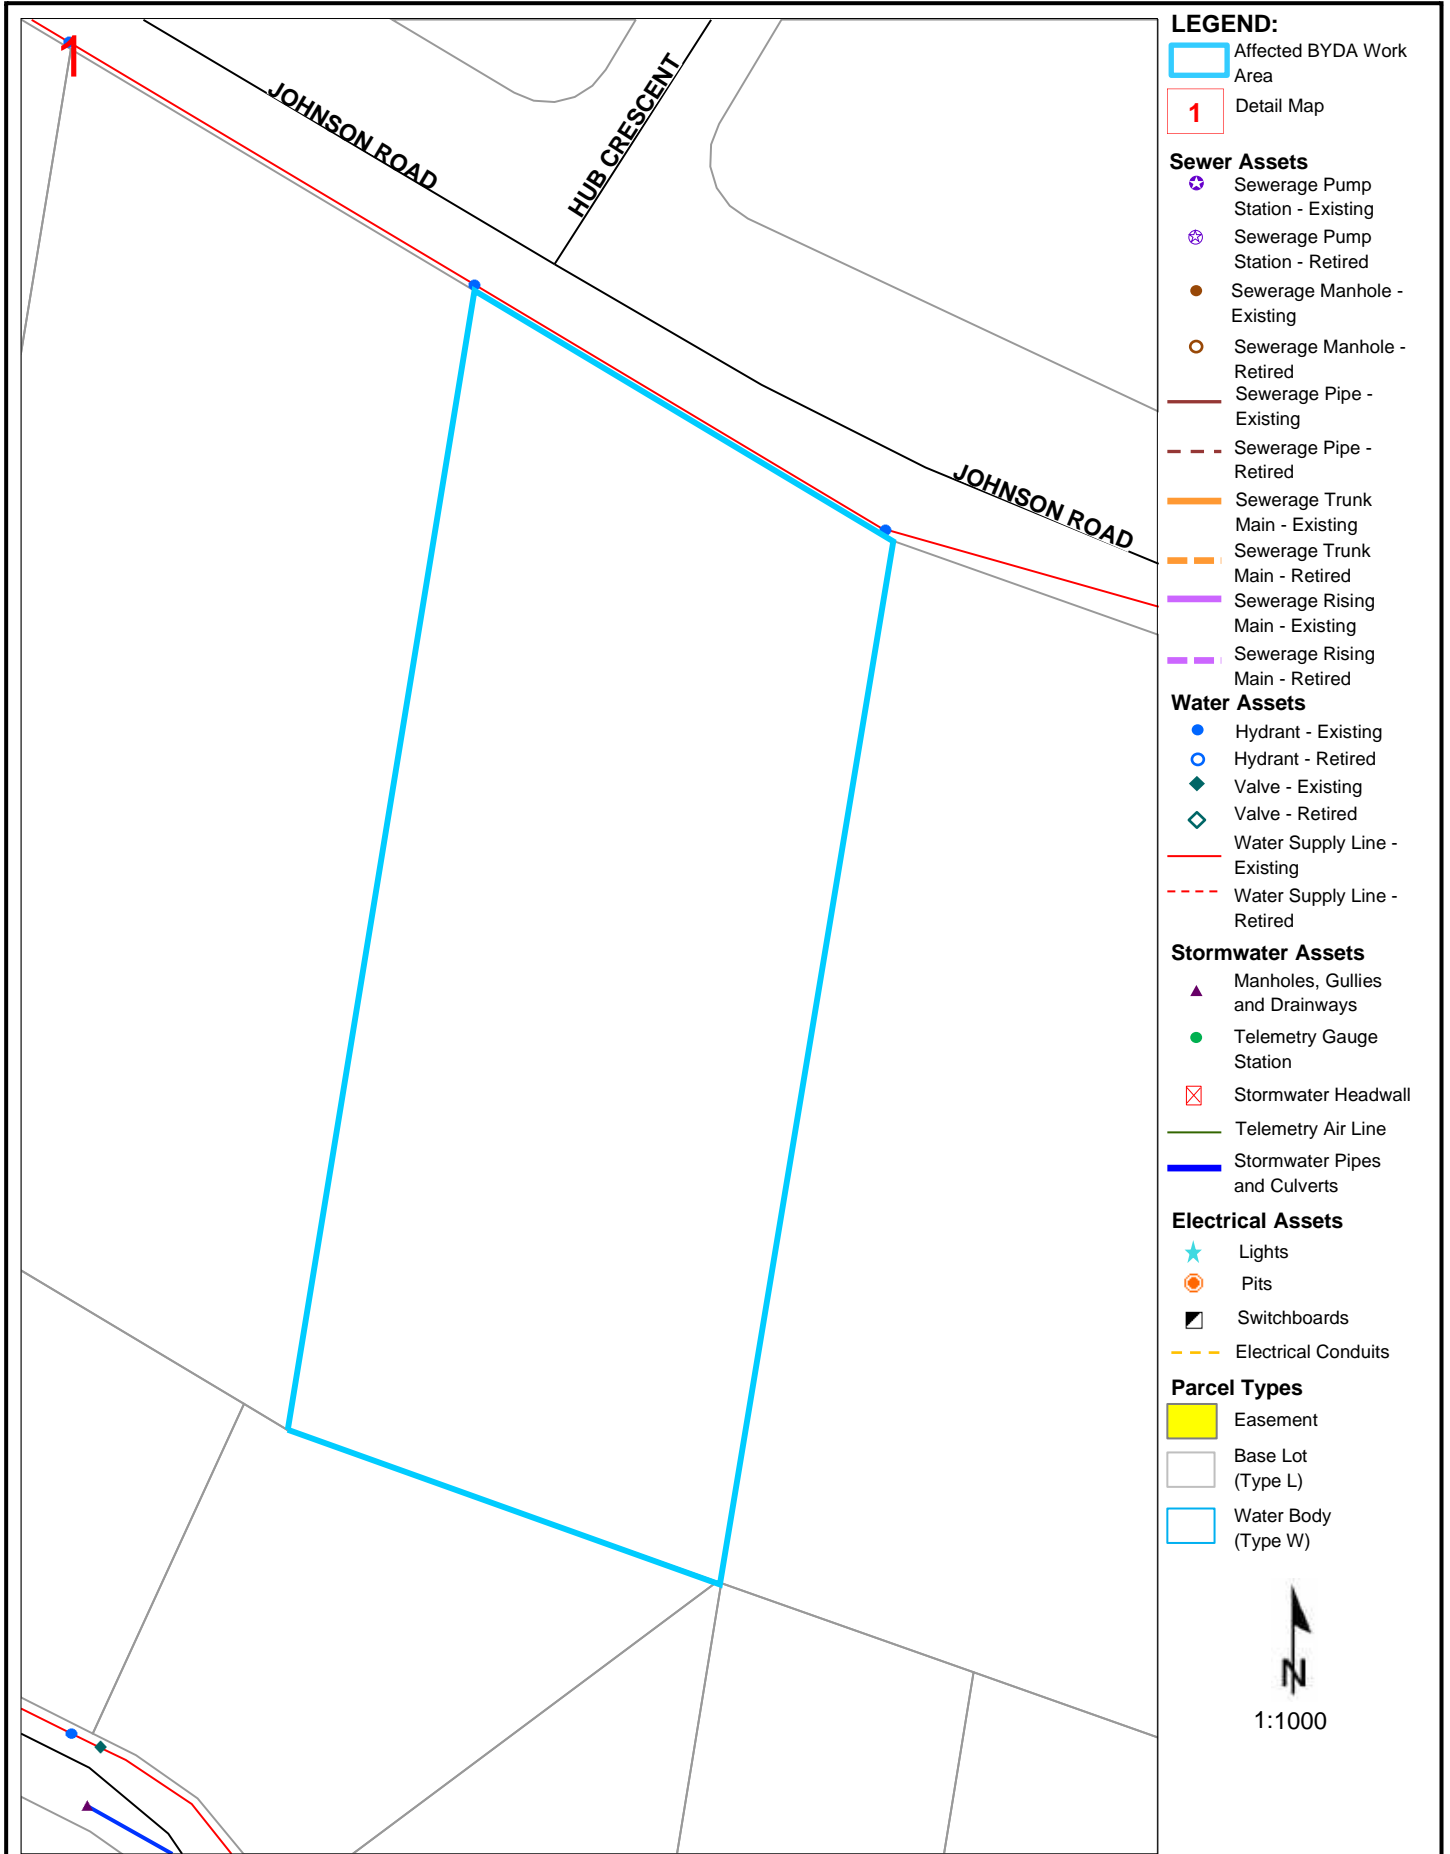 1
JOHNSON ROAD
HUB CRESCENT
JOHNSON ROAD
LEGEND:
Affected BYDA Work
Area
1
Detail Map
Sewer Assets
Sewerage Pump
Station - Existing
Sewerage Pump
Station - Retired
Sewerage Manhole -
Existing
Sewerage Manhole -
Retired
Sewerage Pipe -
Existing
Sewerage Pipe -
Retired
Sewerage Trunk
Main - Existing
Sewerage Trunk
Main - Retired
Sewerage Rising
Main - Existing
Sewerage Rising
Main - Retired
Water Assets
Hydrant - Existing
Hydrant - Retired
Valve - Existing
Valve - Retired
Water Supply Line -
Existing
Water Supply Line -
Retired
Stormwater Assets
Manholes, Gullies
and Drainways
Telemetry Gauge
Station
Stormwater Headwall
Telemetry Air Line
Stormwater Pipes
and Culverts
Electrical Assets
Lights
Pits
Switchboards
Electrical Conduits
Parcel Types
Easement
Base Lot
(Type L)
Water Body
(Type W)
N
1:1000